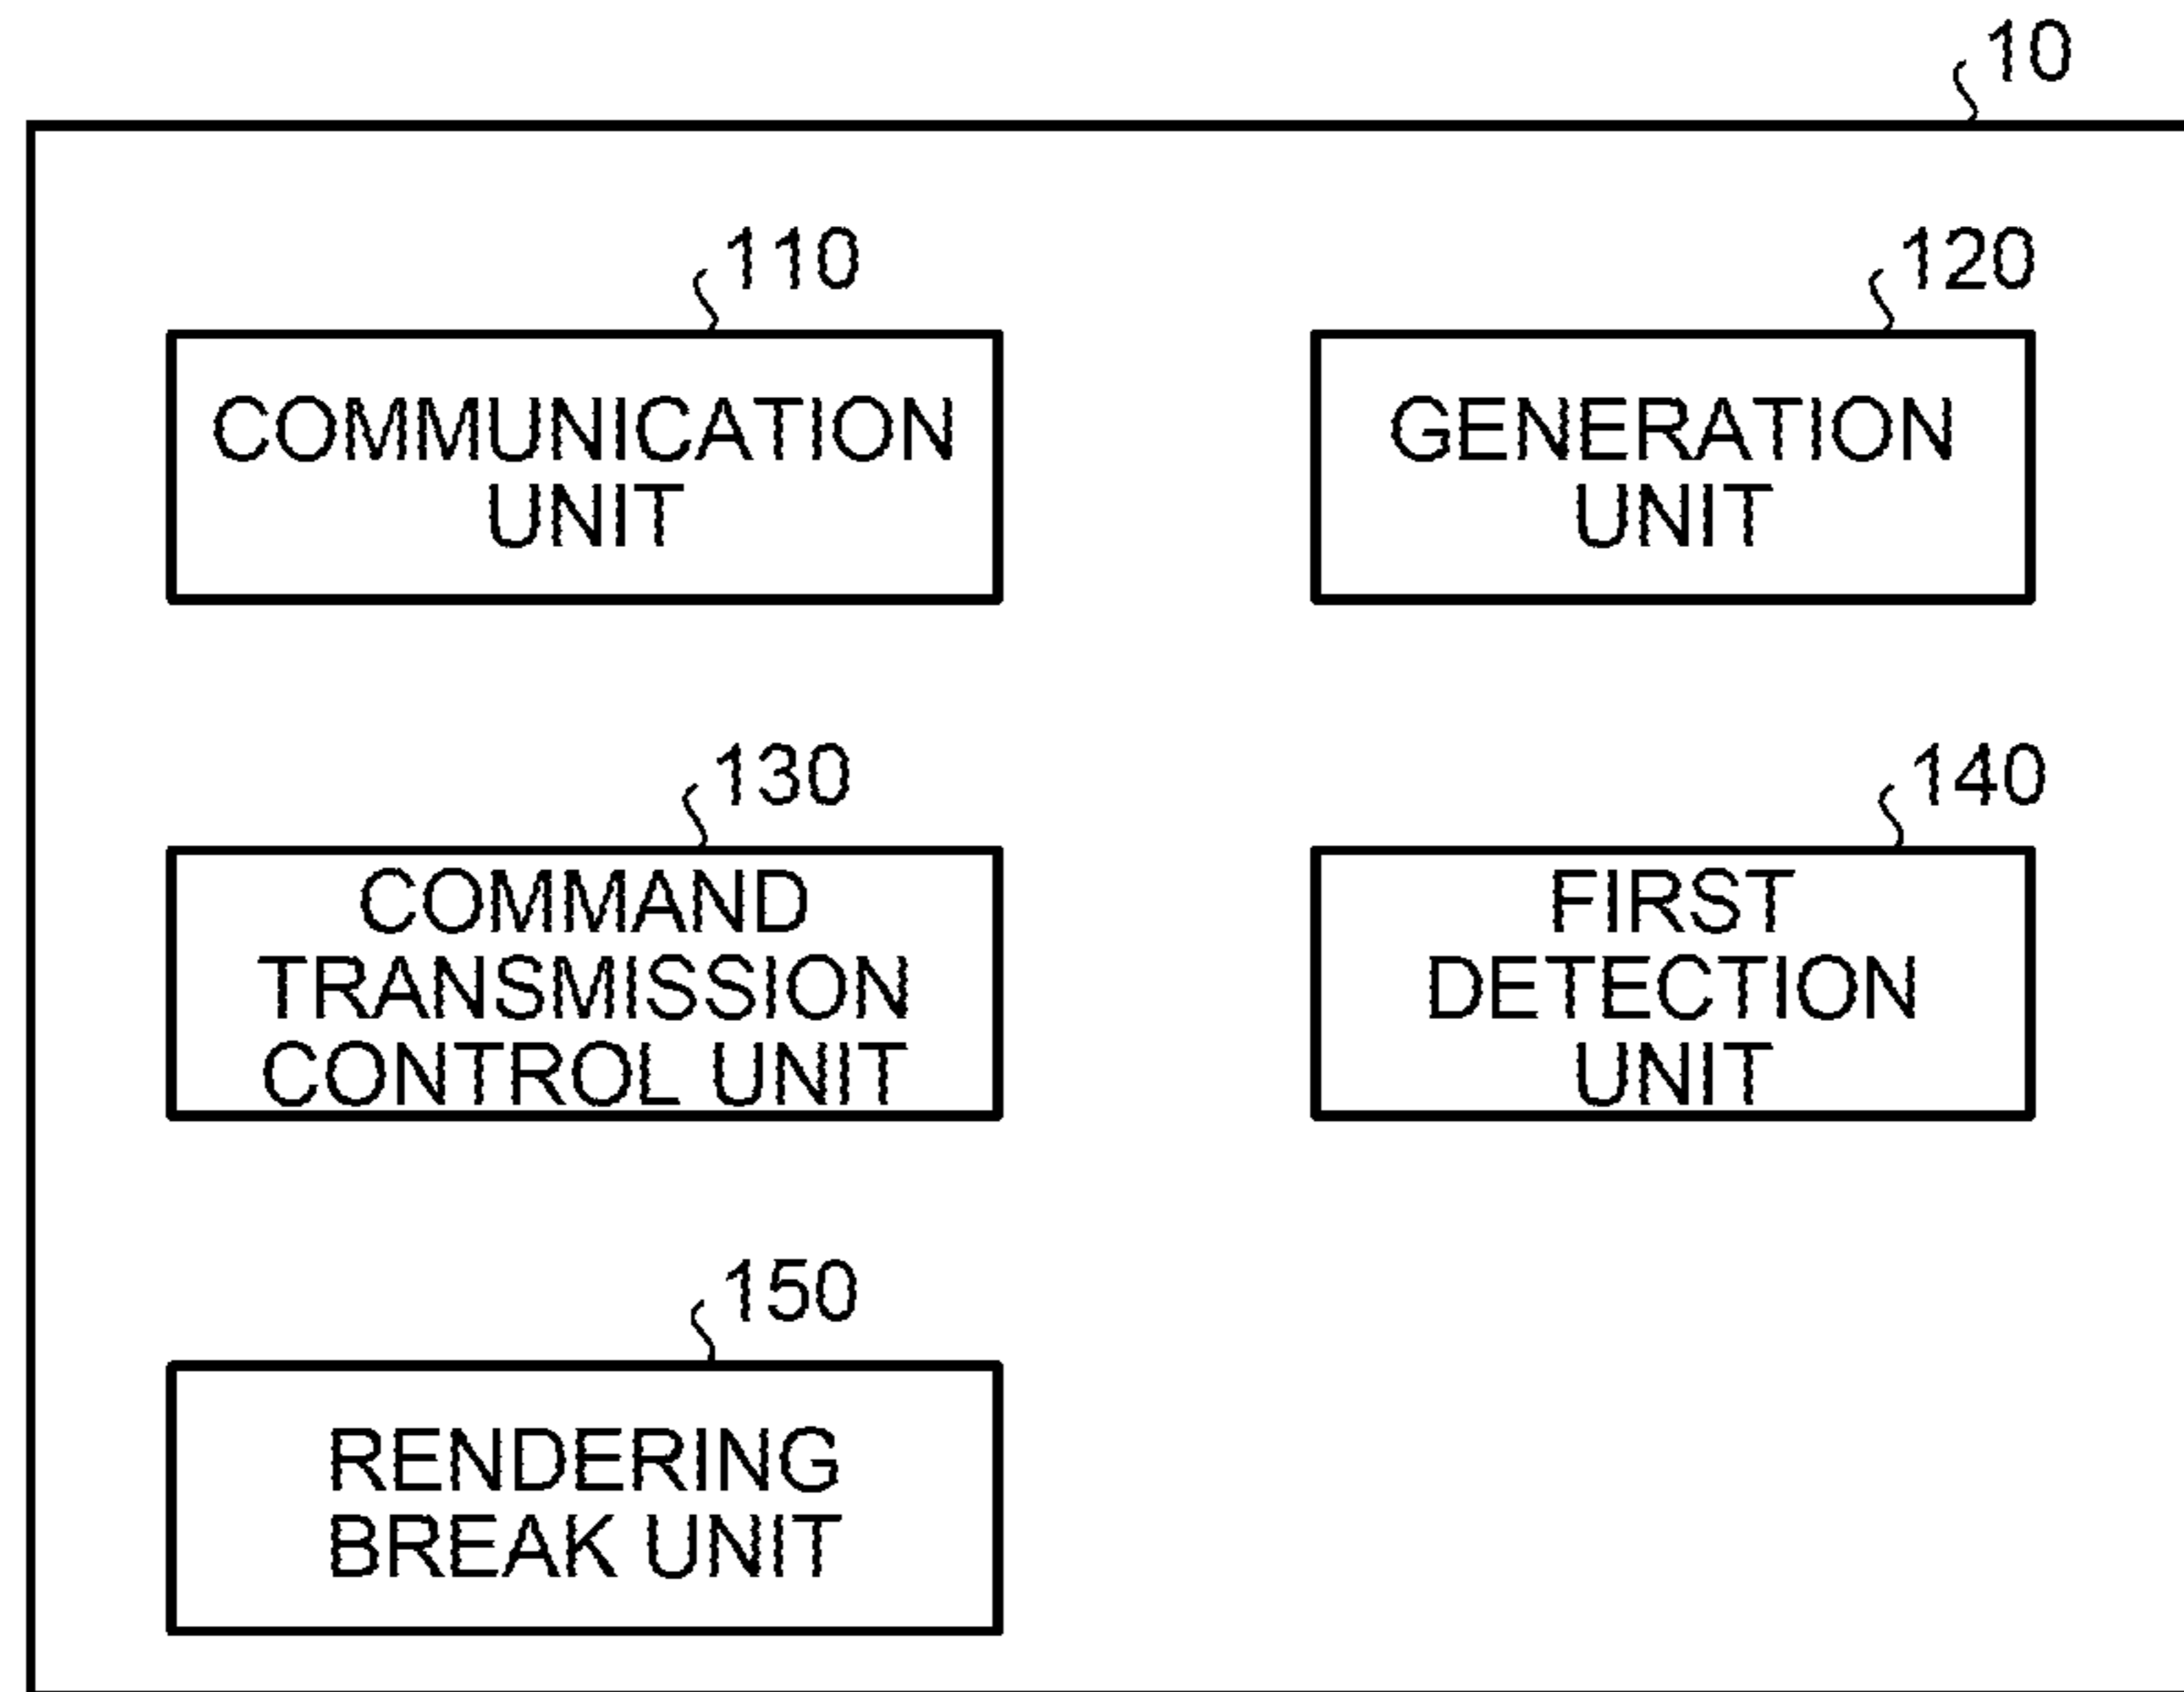 10
110
COMMUNICATION
UNIT
120
GENERATION
UNIT
130
COMMAND
TRANSMISSION
CONTROL UNIT
140
FIRST
DETECTION
UNIT
150
RENDERING
BREAK UNIT